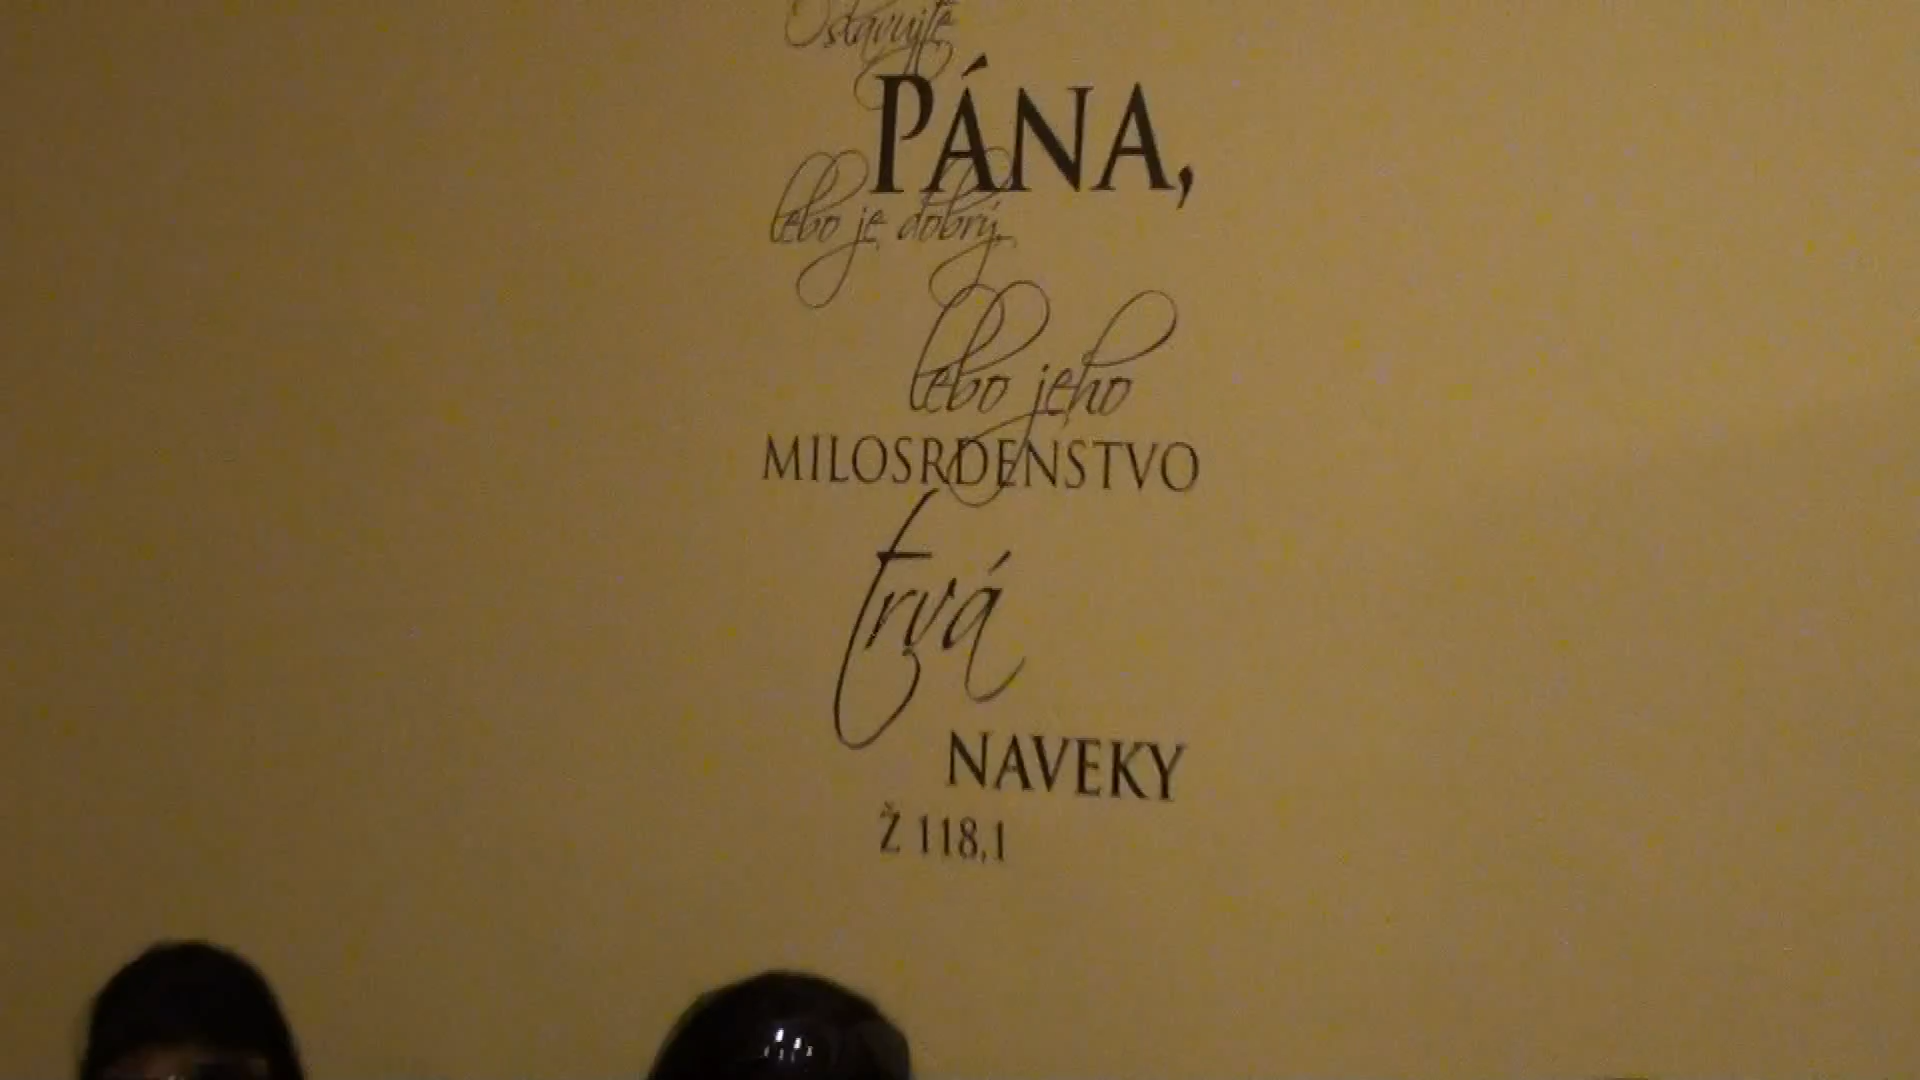 Oslavujte
PÁNA,
lebo je dobrý,
lebo jeho
MILOSRDENSTVO
trvá
NAVEKY
Ž 118,1